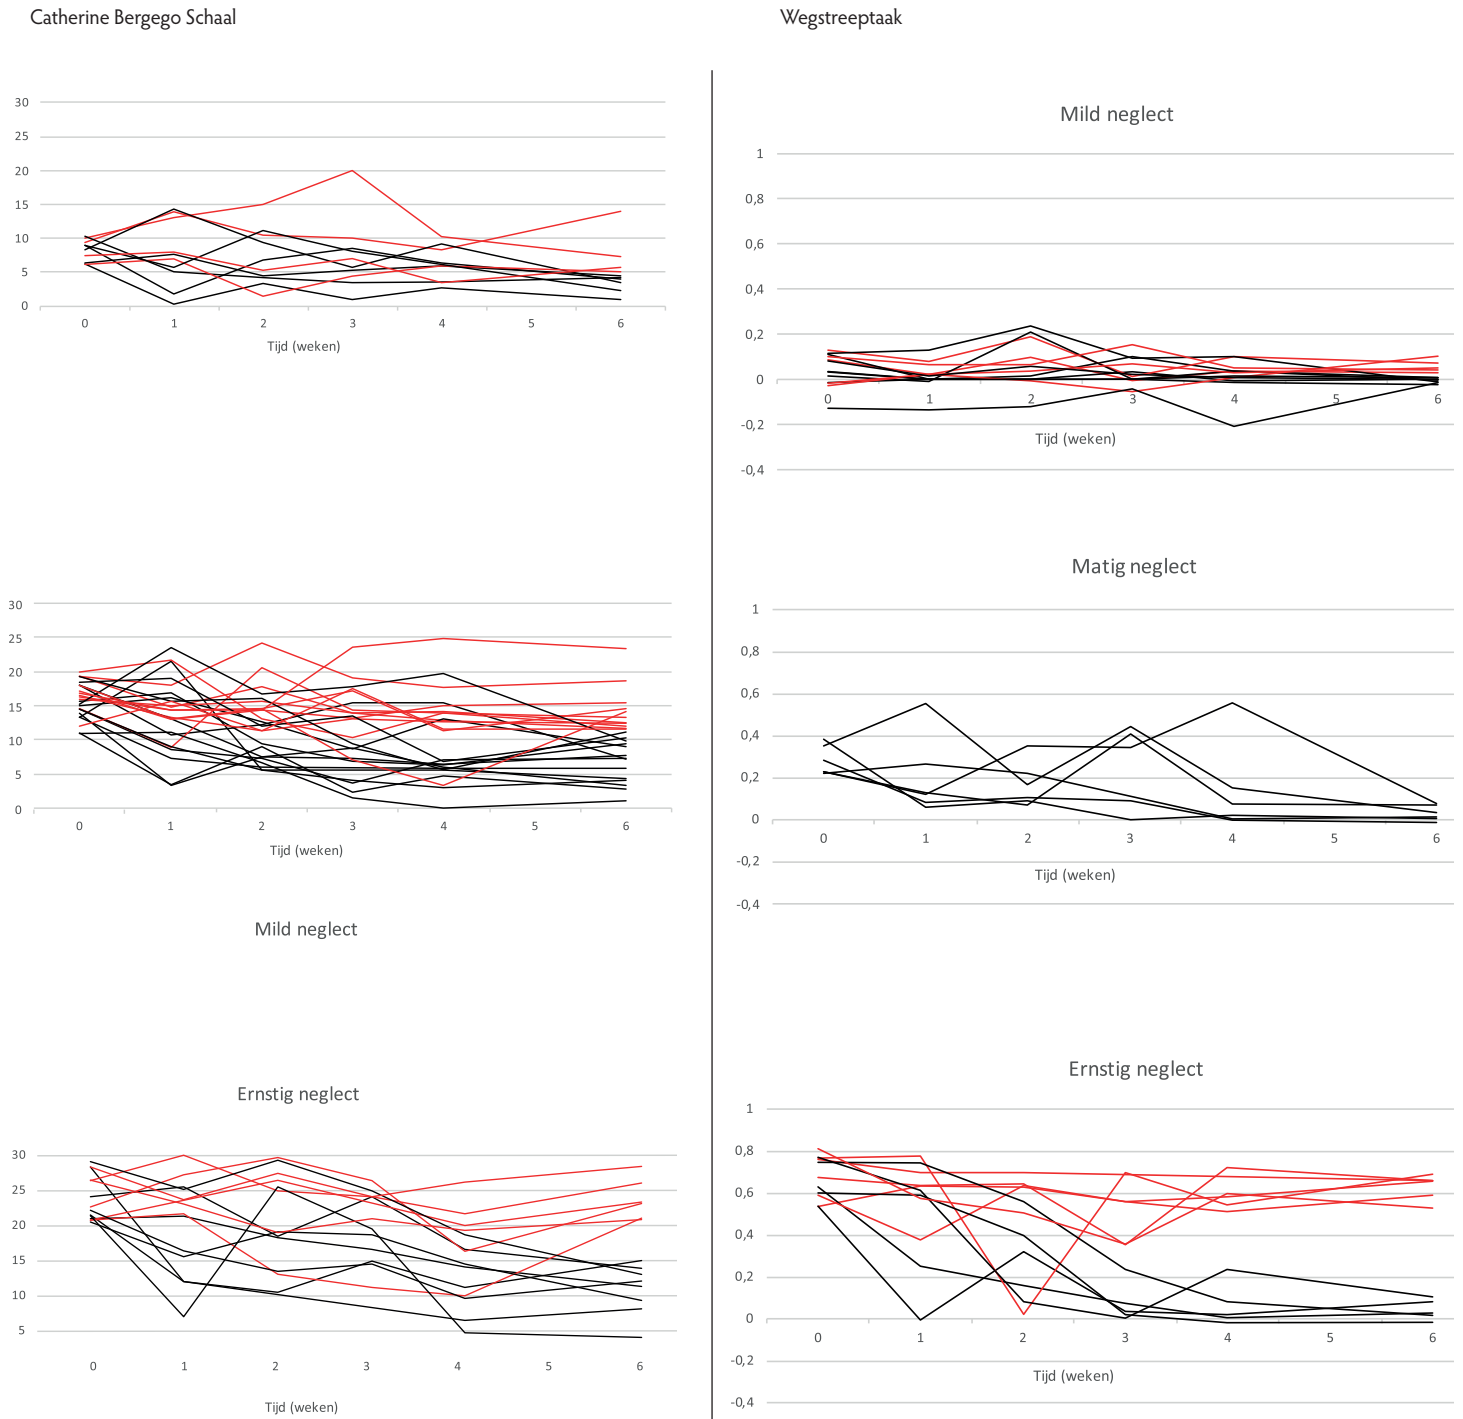 Catherine Bergego Schaal
30
25
20
15
10
5
0
0 1 2 3 4 5 6
Tijd (weken)
30
25
20
15
10
5
0
0 1 2 3 4 5 6
Tijd (weken)
Mild neglect
Ernstig neglect
30
25
20
15
10
5
0 1 2 3 4 5 6
Tijd (weken)
Wegstreeptaak
Mild neglect
1
0,8
0,6
0,4
0,2
0
0 1 2 3 4 5 6
-0,2
Tijd (weken)
-0,4
Matig neglect
1
0,8
0,6
0,4
0,2
0
0 1 2 3 4 5 6
-0,2
Tijd (weken)
-0,4
Ernstig neglect
1
0,8
0,6
0,4
0,2
0
0 1 2 3 4 5 6
-0,2
Tijd (weken)
-0,4